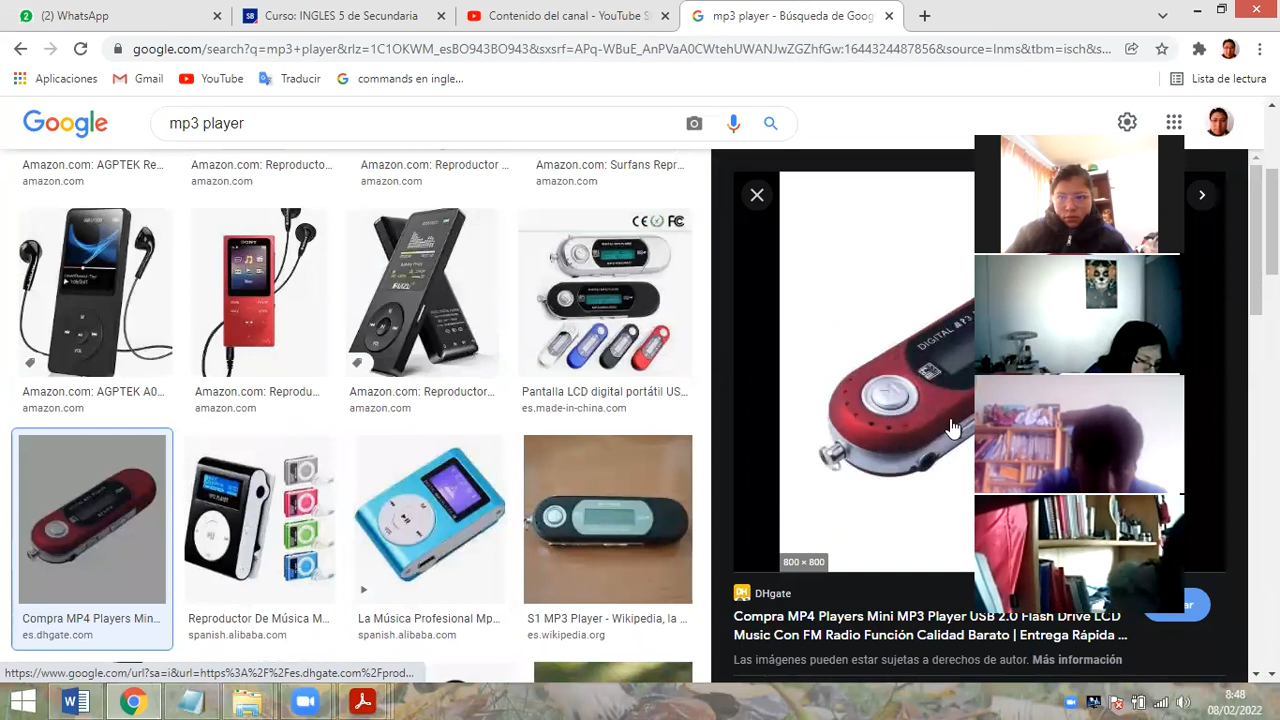 (2) WhatsApp
Curso: INGLES 5 de Secundaria
Contenido del canal - YouTube S
mp3 player - Búsqueda de Goog
google.com/search?q=mp3+player&rlz=1C1OKWM_esBO943BO943&sxsrf=APq-WBuE_AnPVaA0CWtehUWANJwZGZhfGw:1644324487856&source=lnms&tbm=isch&s...
Aplicaciones
Gmail
YouTube
Traducir
commands en ingle...
Lista de lectura
Google
mp3 player
Amazon.com: AGPTEK Re...
amazon.com
Amazon.com: Reproducto...
amazon.com
Amazon.com: Reproductor ...
amazon.com
Amazon.com: Surfans Repr...
amazon.com
SONY
RUIZU
CE
FC
Amazon.com: AGPTEK A0...
amazon.com
Amazon.com: Reprodu...
amazon.com
Amazon.com: Reproductor...
amazon.com
Pantalla LCD digital portátil US...
es.made-in-china.com
Compra MP4 Players Min...
es.dhgate.com
Reproductor De Música M...
spanish.alibaba.com
La Música Profesional Mp...
spanish.alibaba.com
S1 MP3 Player - Wikipedia, la ...
es.wikipedia.org
DIGITAL MP3
800 × 800
DH
DHgate
Compra MP4 Players Mini MP3 Player USB 2.0 Flash Drive LCD
Music Con FM Radio Función Calidad Barato | Entrega Rápida ...
ar
Las imágenes pueden estar sujetas a derechos de autor. Más información
https://www.google.com/url?sa=i&url=https%3A%2F%2Fes.dhgate.com%2Fprod...
8:48
08/02/2022